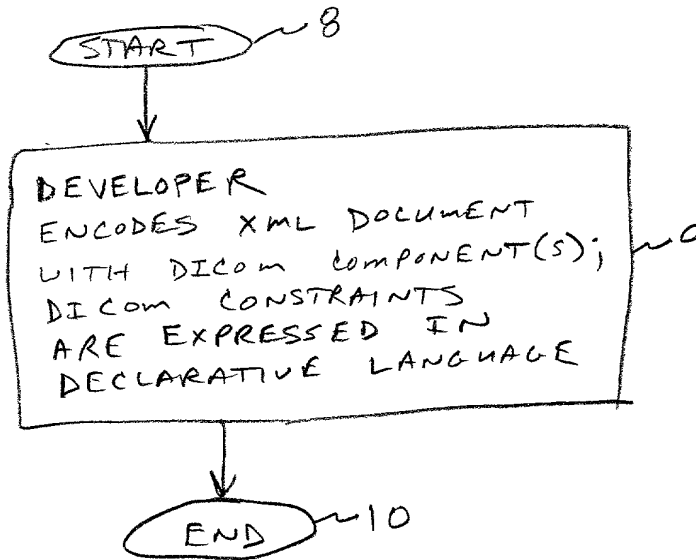 START 8
DEVELOPER
ENCODES XML DOCUMENT
WITH DICOM COMPONENT(S);
DICOM CONSTRAINTS
ARE EXPRESSED IN
DECLARATIVE LANGUAGE
END 10